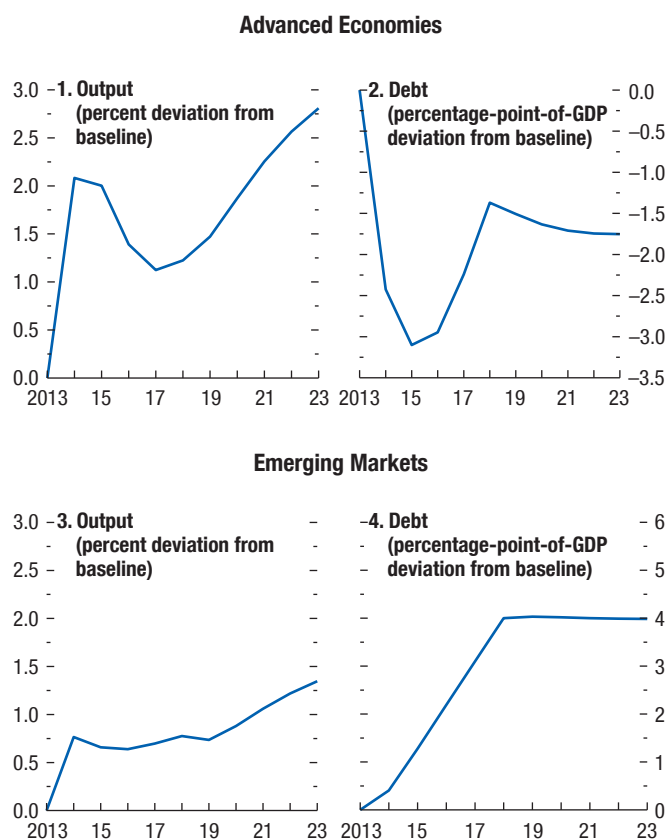 Advanced Economies
3.0
1. Output
(percent deviation from
baseline)
2.5
2.0
1.5
1.0
0.5
0.0
2013 15 17 19 21 23
2. Debt
(percentage-point-of-GDP
deviation from baseline)
0.0
–0.5
–1.0
–1.5
–2.0
–2.5
–3.0
–3.5
2013 15 17 19 21 23
Emerging Markets
3.0
3. Output
(percent deviation from
baseline)
2.5
2.0
1.5
1.0
0.5
0.0
2013 15 17 19 21 23
4. Debt
(percentage-point-of-GDP
deviation from baseline)
6
5
4
3
2
1
0
2013 15 17 19 21 23